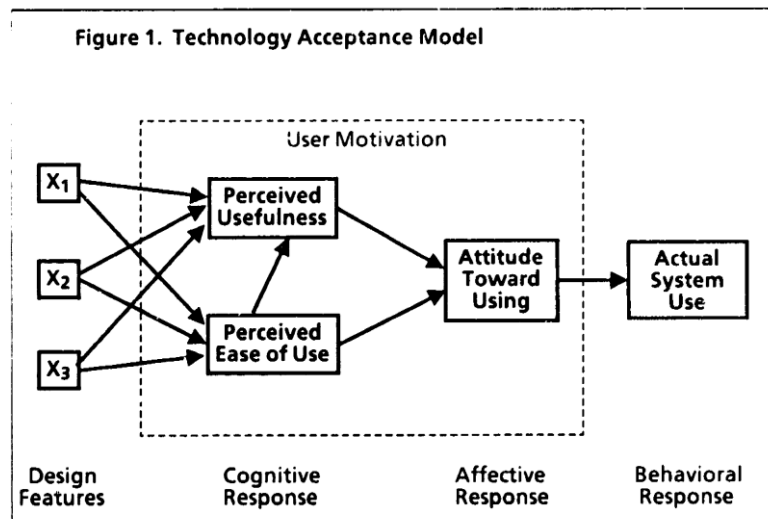 Figure 1. Technology Acceptance Model
User Motivation
X1
X2
X3
Perceived
Usefulness
Perceived
Ease of Use
Attitude
Toward
Using
Actual
System
Use
Design
Features
Cognitive
Response
Affective
Response
Behavioral
Response